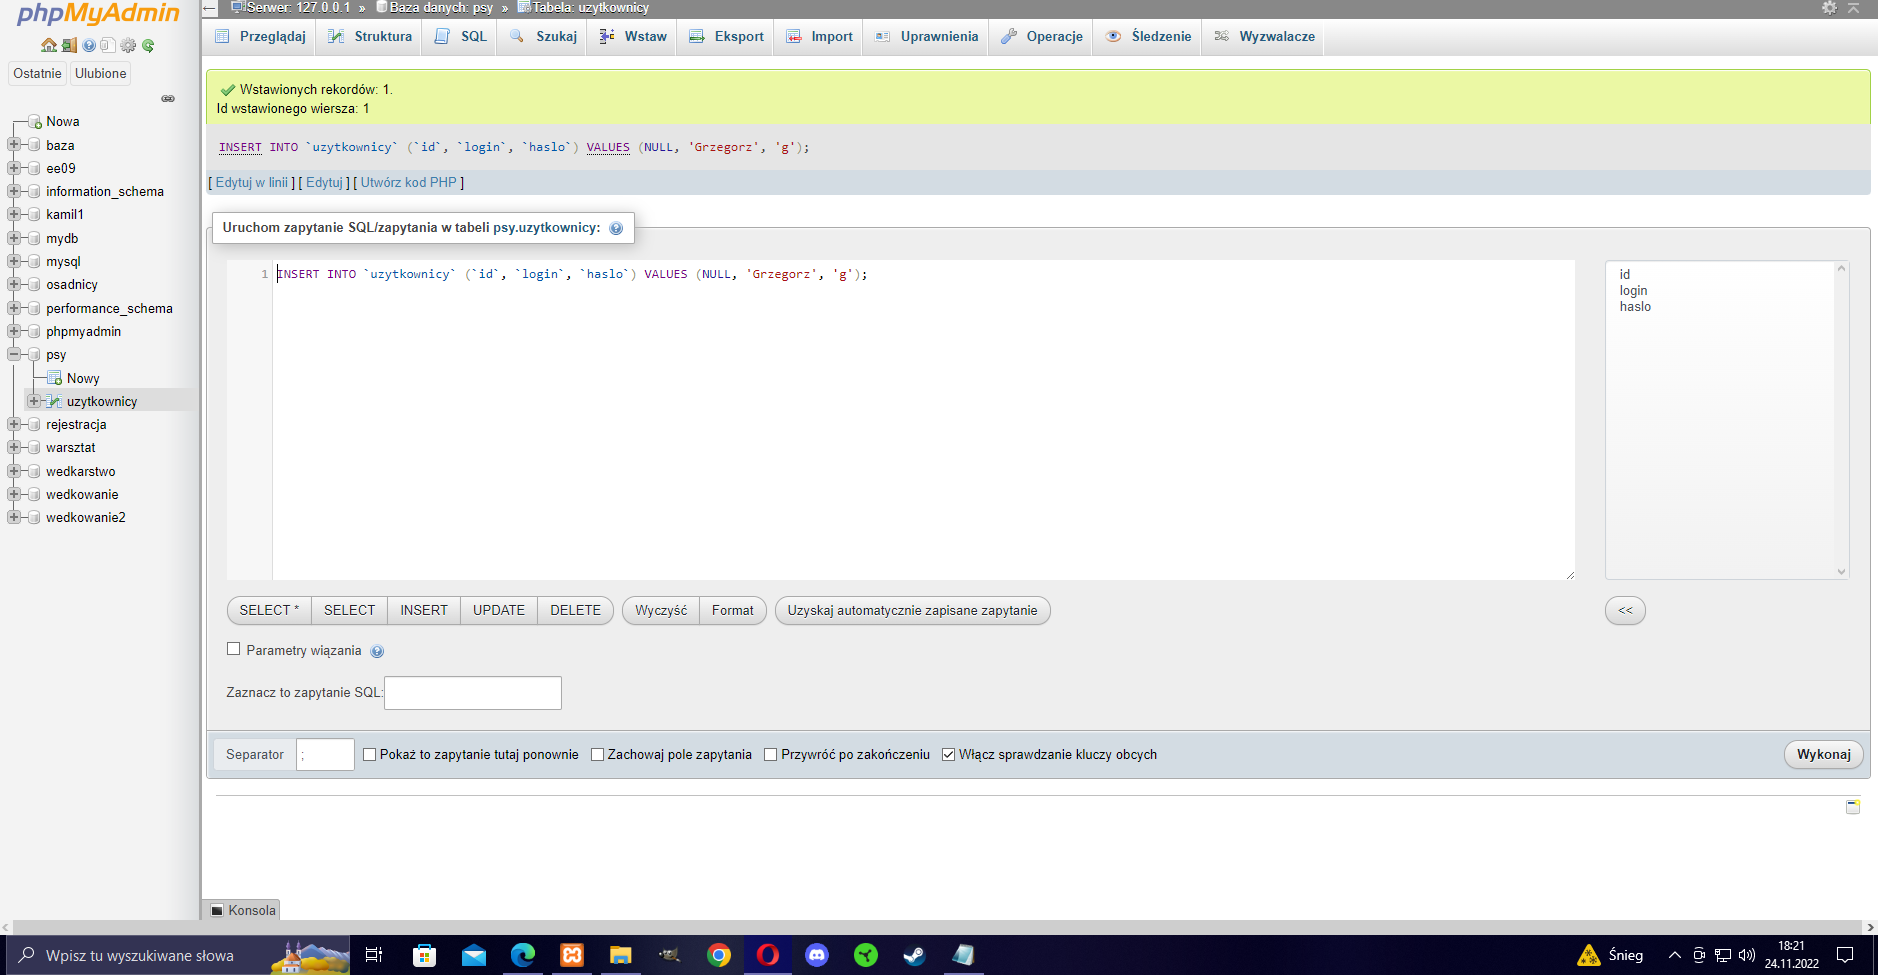 phpMyAdmin
Ostatnie Ulubione
Nowa
baza
ee09
information_schema
kamil1
mydb
mysql
osadnicy
performance_schema
phpmyadmin
psy
Nowy
uzytkownicy
rejestracja
warsztat
wedkarstwo
wedkowanie
wedkowanie2
Serwer: 127.0.0.1 » Baza danych: psy » Tabela: uzytkownicy
Przeglądaj Struktura SQL Szukaj Wstaw Eksport Import Uprawnienia Operacje Śledzenie Wyzwalacze
Wstawionych rekordów: 1.
Id wstawionego wiersza: 1
INSERT INTO `uzytkownicy` (`id`, `login`, `haslo`) VALUES (NULL, 'Grzegorz', 'g');
[ Edytuj w linii ] [ Edytuj ] [ Utwórz kod PHP ]
Uruchom zapytanie SQL/zapytania w tabeli psy.uzytkownicy:
1 INSERT INTO `uzytkownicy` (`id`, `login`, `haslo`) VALUES (NULL, 'Grzegorz', 'g');
id
login
haslo
SELECT * SELECT INSERT UPDATE DELETE Wyczyść Format Uzyskaj automatycznie zapisane zapytanie <<
Parametry wiązania
Zaznacz to zapytanie SQL:
Separator ; Pokaż to zapytanie tutaj ponownie Zachowaj pole zapytania Przywróć po zakończeniu Włącz sprawdzanie kluczy obcych Wykonaj
Konsola
Wpisz tu wyszukiwane słowa
Śnieg
18:21
24.11.2022